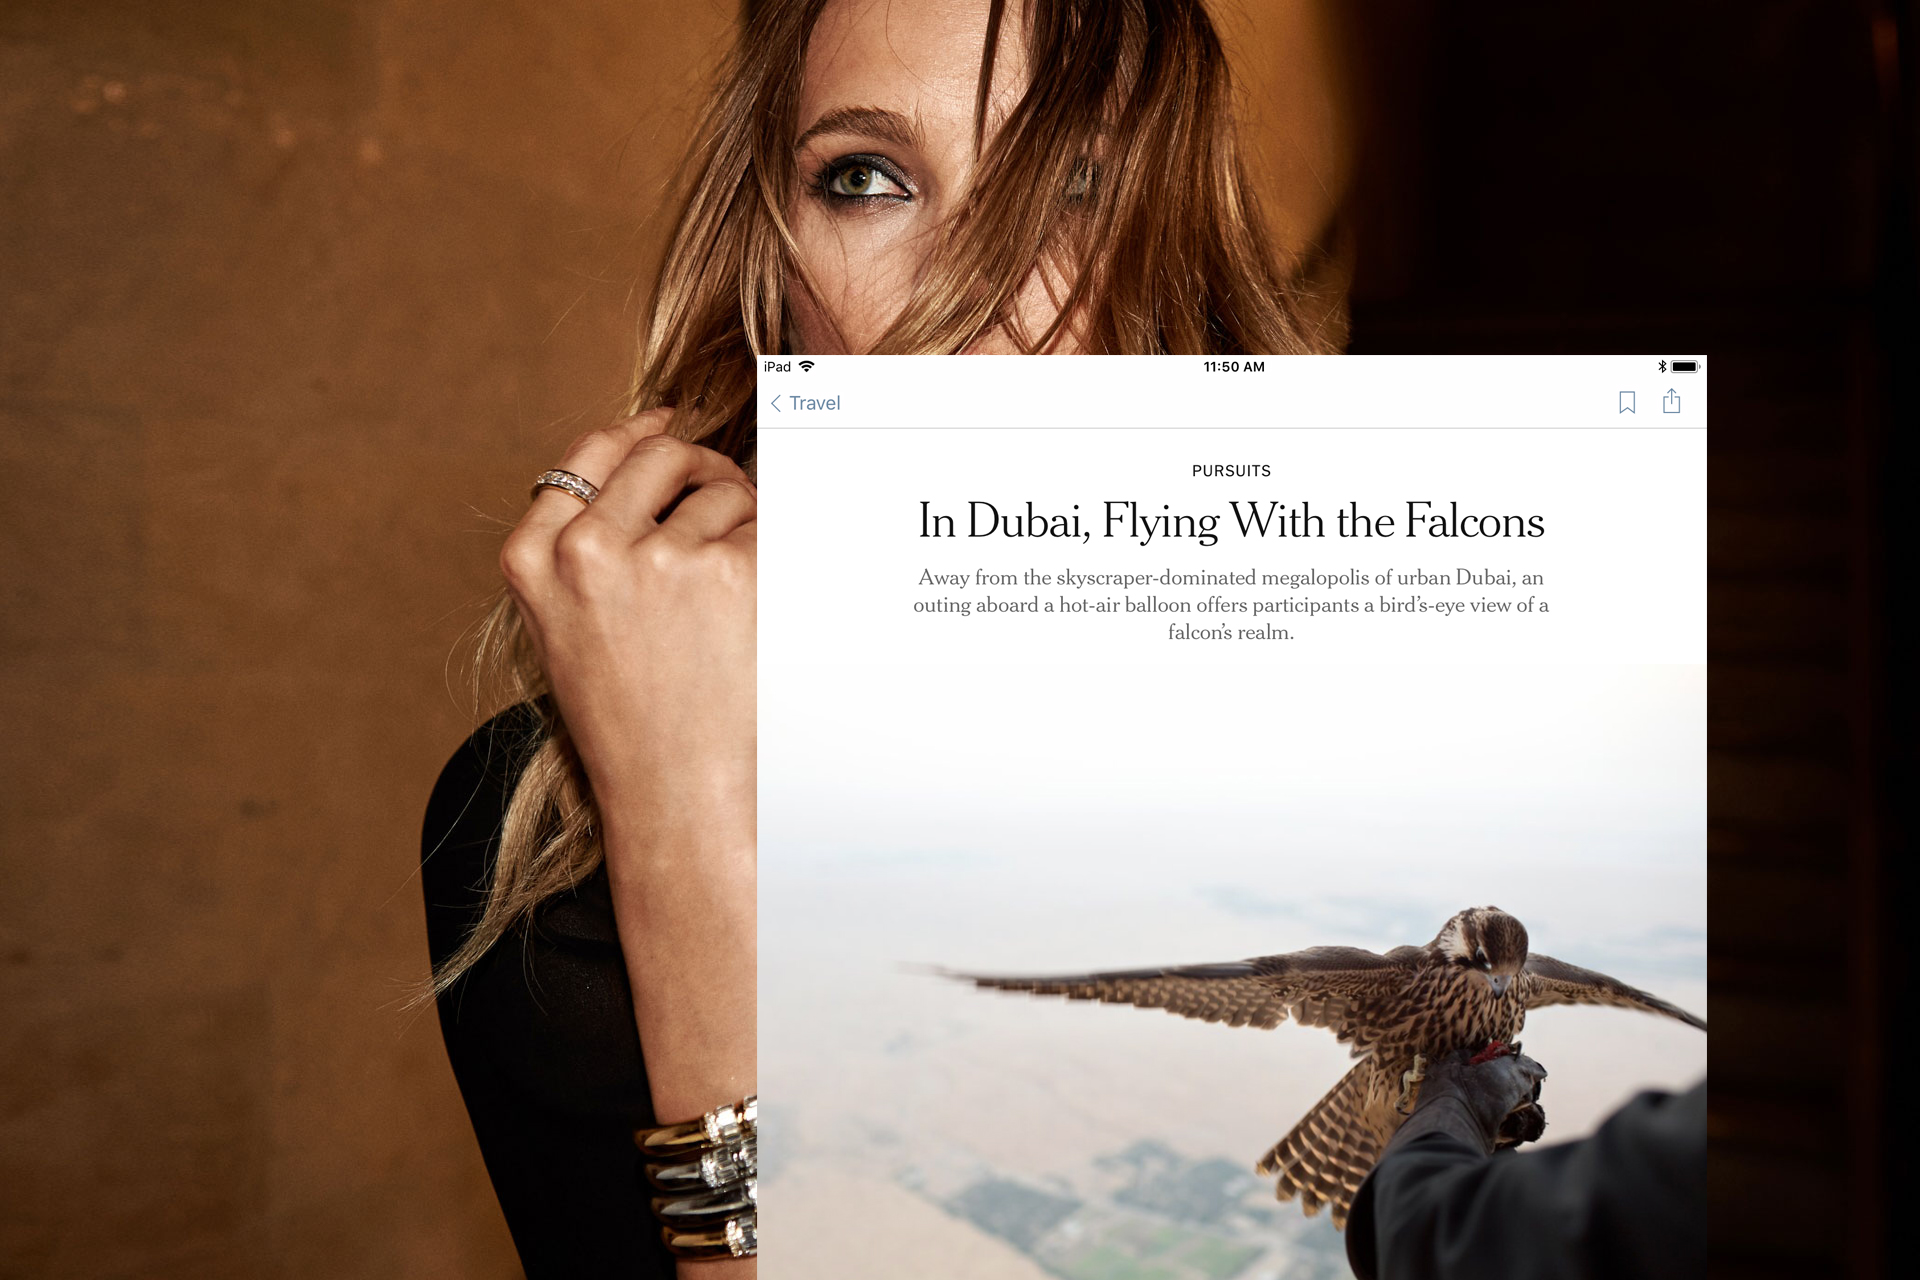 iPad 11:50 AM
Travel
PURSUITS
In Dubai, Flying With the Falcons
Away from the skyscraper-dominated megalopolis of urban Dubai, an
outing aboard a hot-air balloon offers participants a bird’s-eye view of a
falcon’s realm.